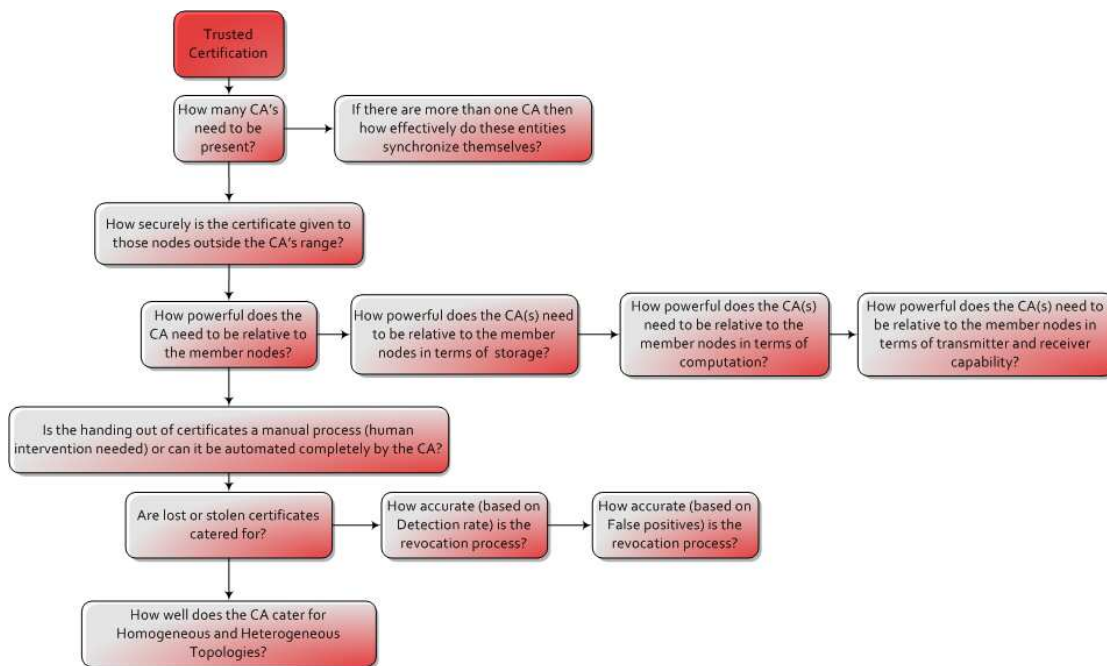 Trusted
Certification
How many CA's
need to be
present?
If there are more than one CA then
how effectively do these entities
synchronize themselves?
How securely is the certificate given to
those nodes outside the CA's range?
How powerful does the
CA need to be relative to
the member nodes?
How powerful does the CA(s) need
to be relative to the member
nodes in terms of storage?
How powerful does the CA(s)
need to be relative to the
member nodes in terms of
computation?
How powerful does the CA(s) need to
be relative to the member nodes in
terms of transmitter and receiver
capability?
Is the handing out of certificates a manual process (human
intervention needed) or can it be automated completely by the CA?
Are lost or stolen certificates
catered for?
How accurate (based on
Detection rate) is the
revocation process?
How accurate (based on
False positives) is the
revocation process?
How well does the CA cater for
Homogeneous and Heterogeneous
Topologies?